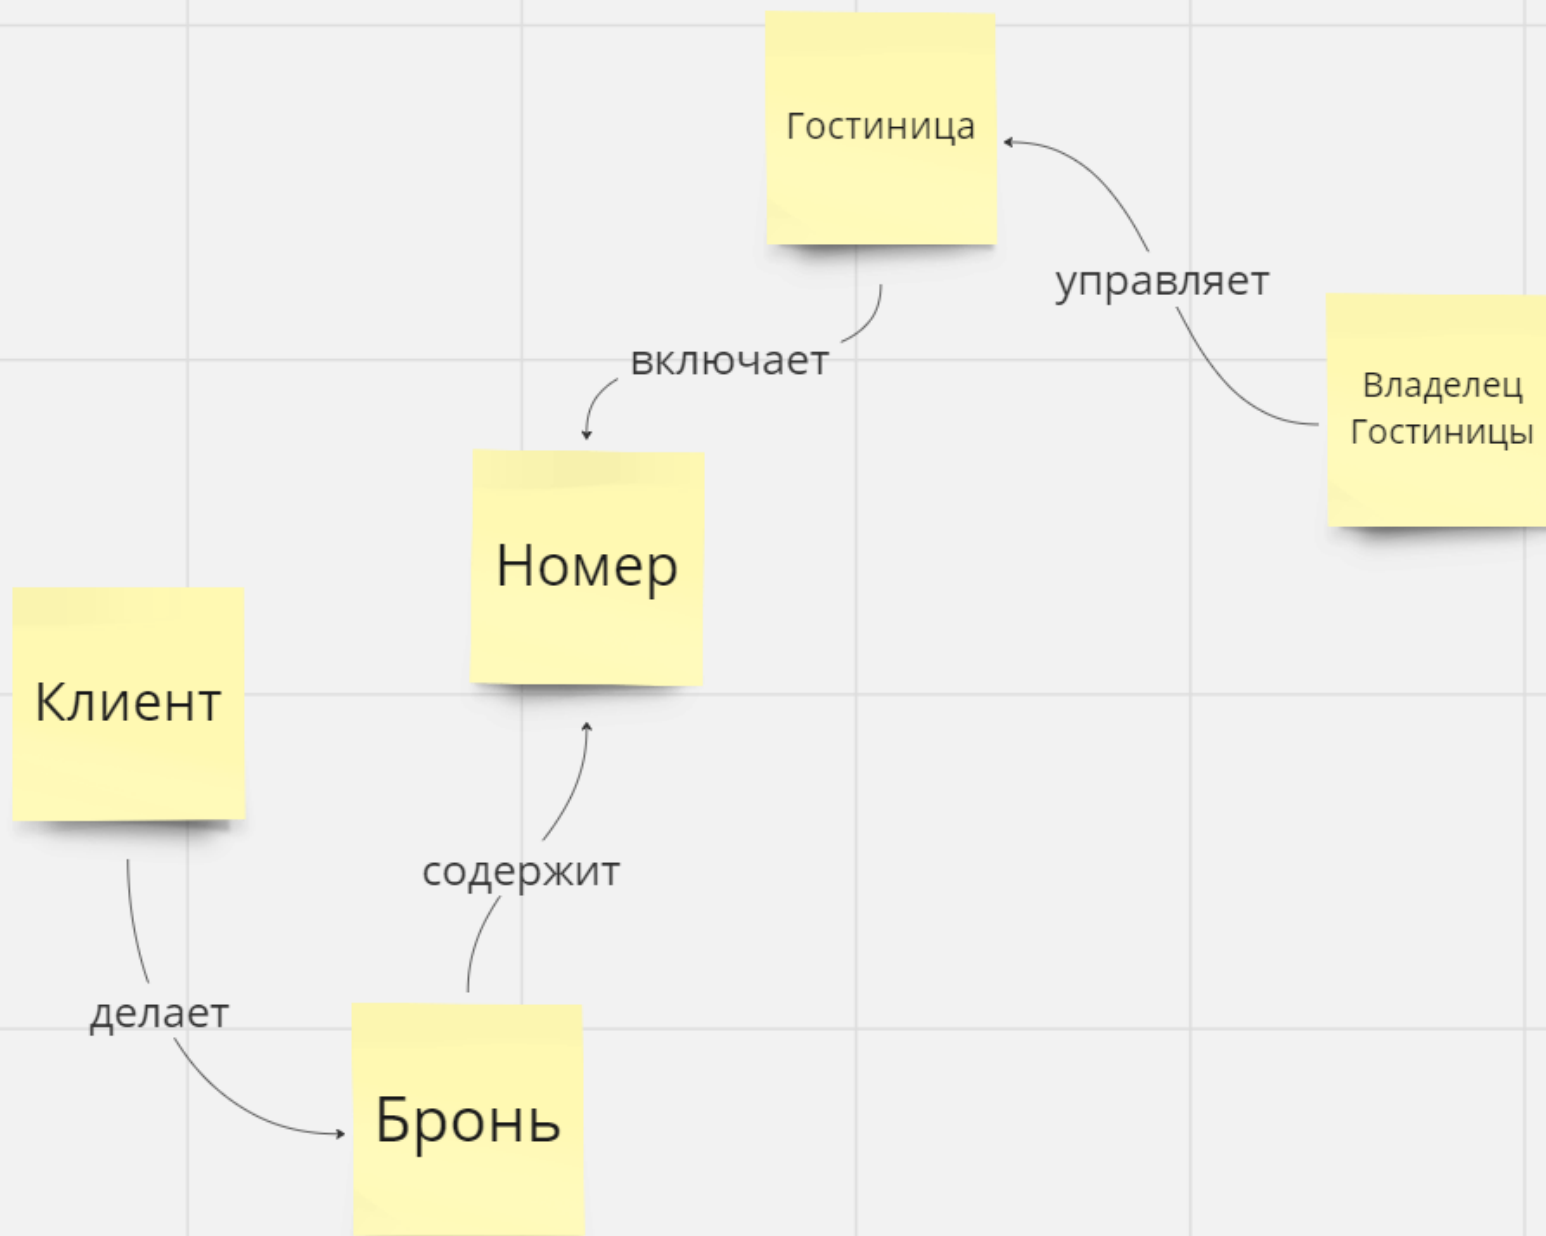 Гостиница
управляет
включает
Владелец
Гостиницы
Номер
Клиент
содержит
делает
Бронь